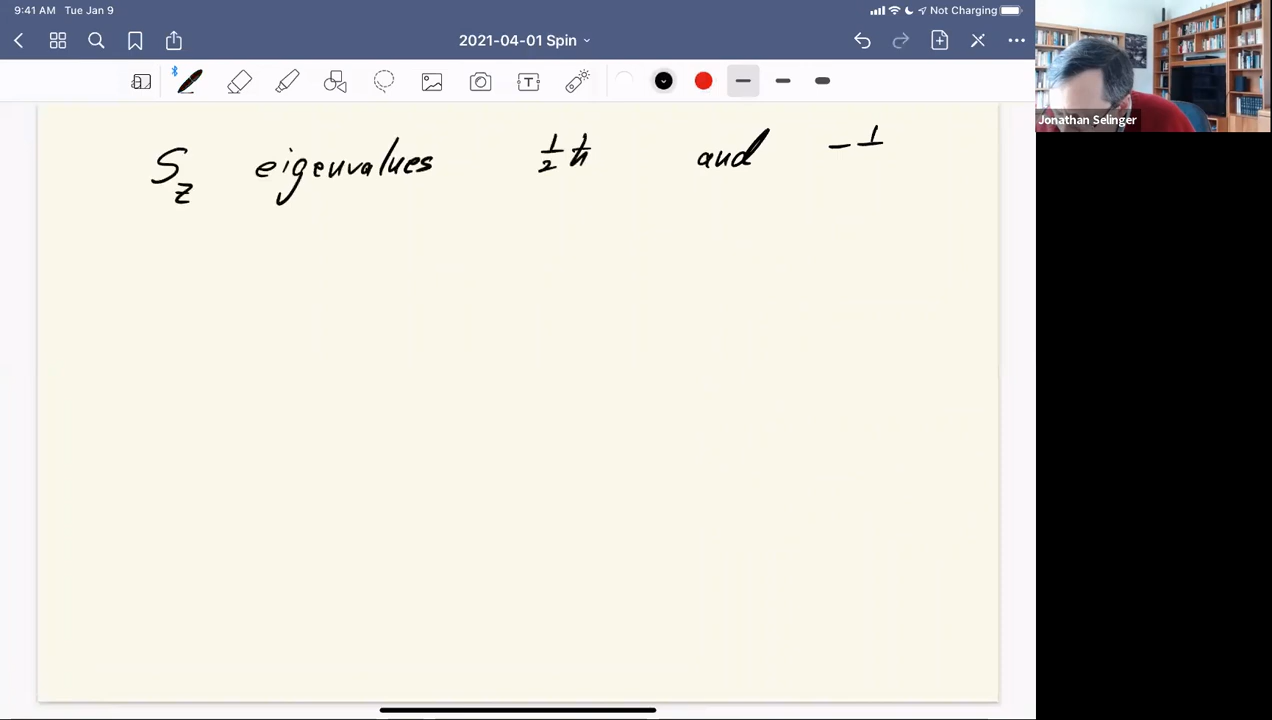 9:41 AM Tue Jan 9 Not Charging
2021-04-01 Spin
T
Jonathan Selinger
S_z eigenvalues ½ħ and −1